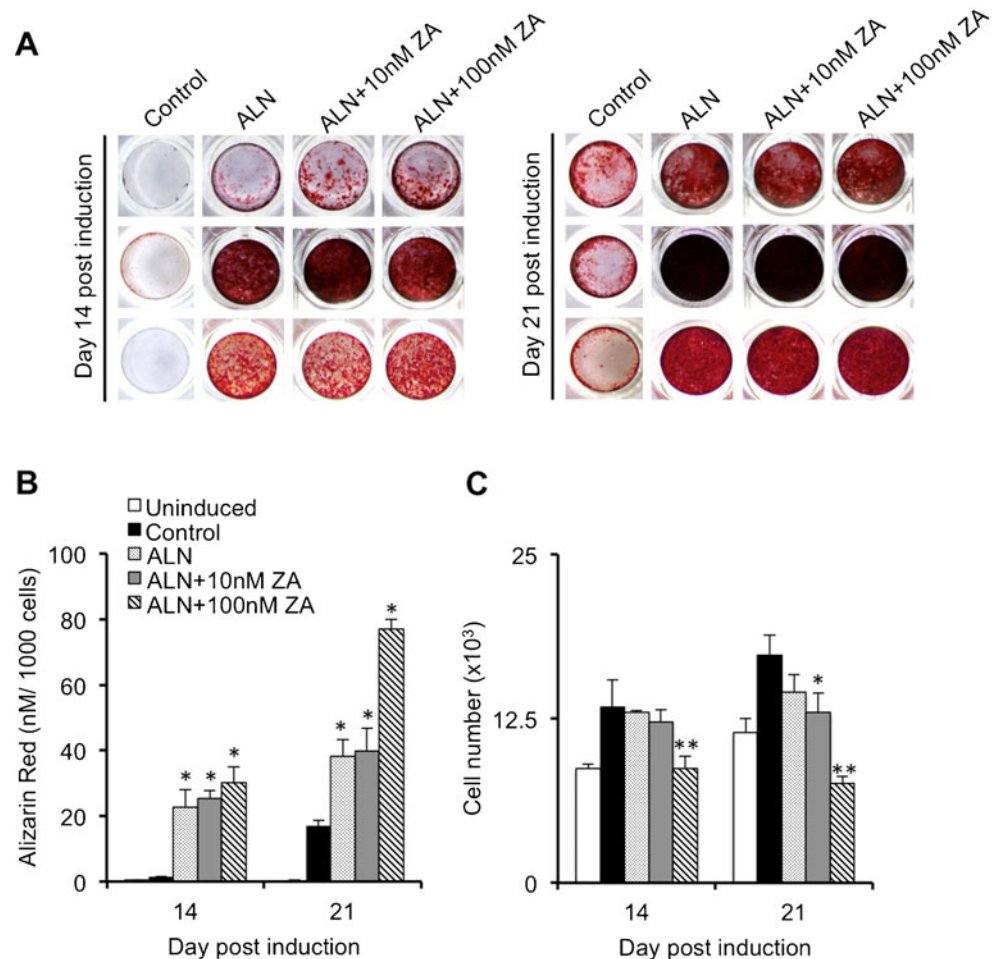 A
Control
ALN
ALN+10nM ZA
ALN+100nM ZA
Control
ALN
ALN+10nM ZA
ALN+100nM ZA
Day 14 post induction
Day 21 post induction
B
Uninduced
Control
ALN
ALN+10nM ZA
ALN+100nM ZA
Alizarin Red (nM/ 1000 cells)
100
80
60
40
20
0
* * *
* * *
14
21
Day post induction
C
Cell number (x10³)
25
12.5
0
**
*
**
14
21
Day post induction